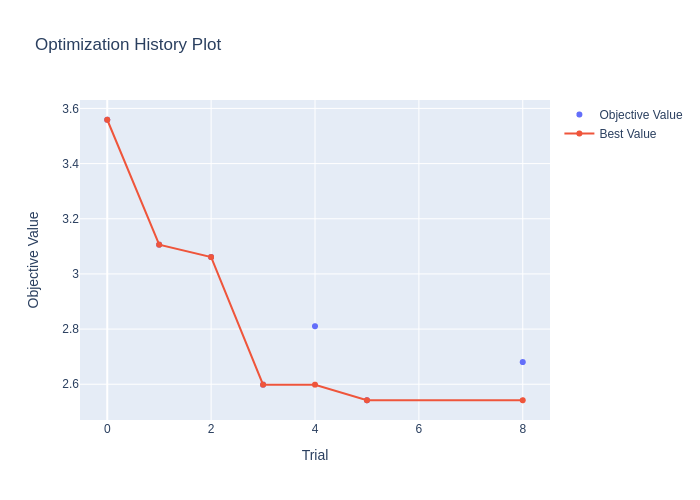 Optimization History Plot
Objective Value
Best Value
3.6
3.4
3.2
3
2.8
2.6
Objective Value
0
2
4
6
8
Trial